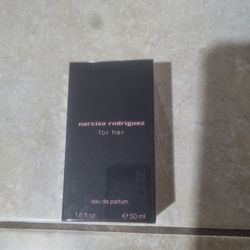 narciso rodriguez
for her
eau de parfum
1.6 fl oz. ℮ 50 ml